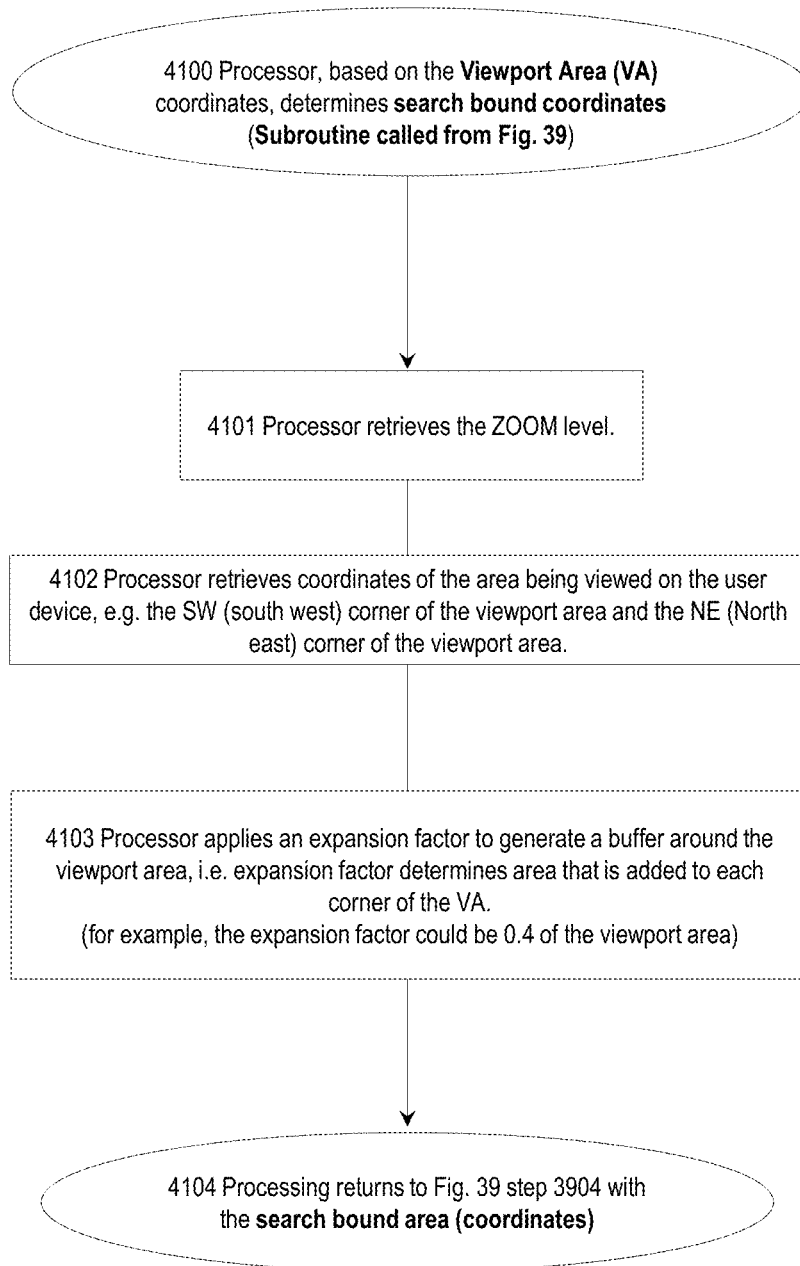 4100 Processor, based on the Viewport Area (VA)
coordinates, determines search bound coordinates
(Subroutine called from Fig. 39)
4101 Processor retrieves the ZOOM level.
4102 Processor retrieves coordinates of the area being viewed on the user
device, e.g. the SW (south west) corner of the viewport area and the NE (North
east) corner of the viewport area.
4103 Processor applies an expansion factor to generate a buffer around the
viewport area, i.e. expansion factor determines area that is added to each
corner of the VA.
(for example, the expansion factor could be 0.4 of the viewport area)
4104 Processing returns to Fig. 39 step 3904 with
the search bound area (coordinates)